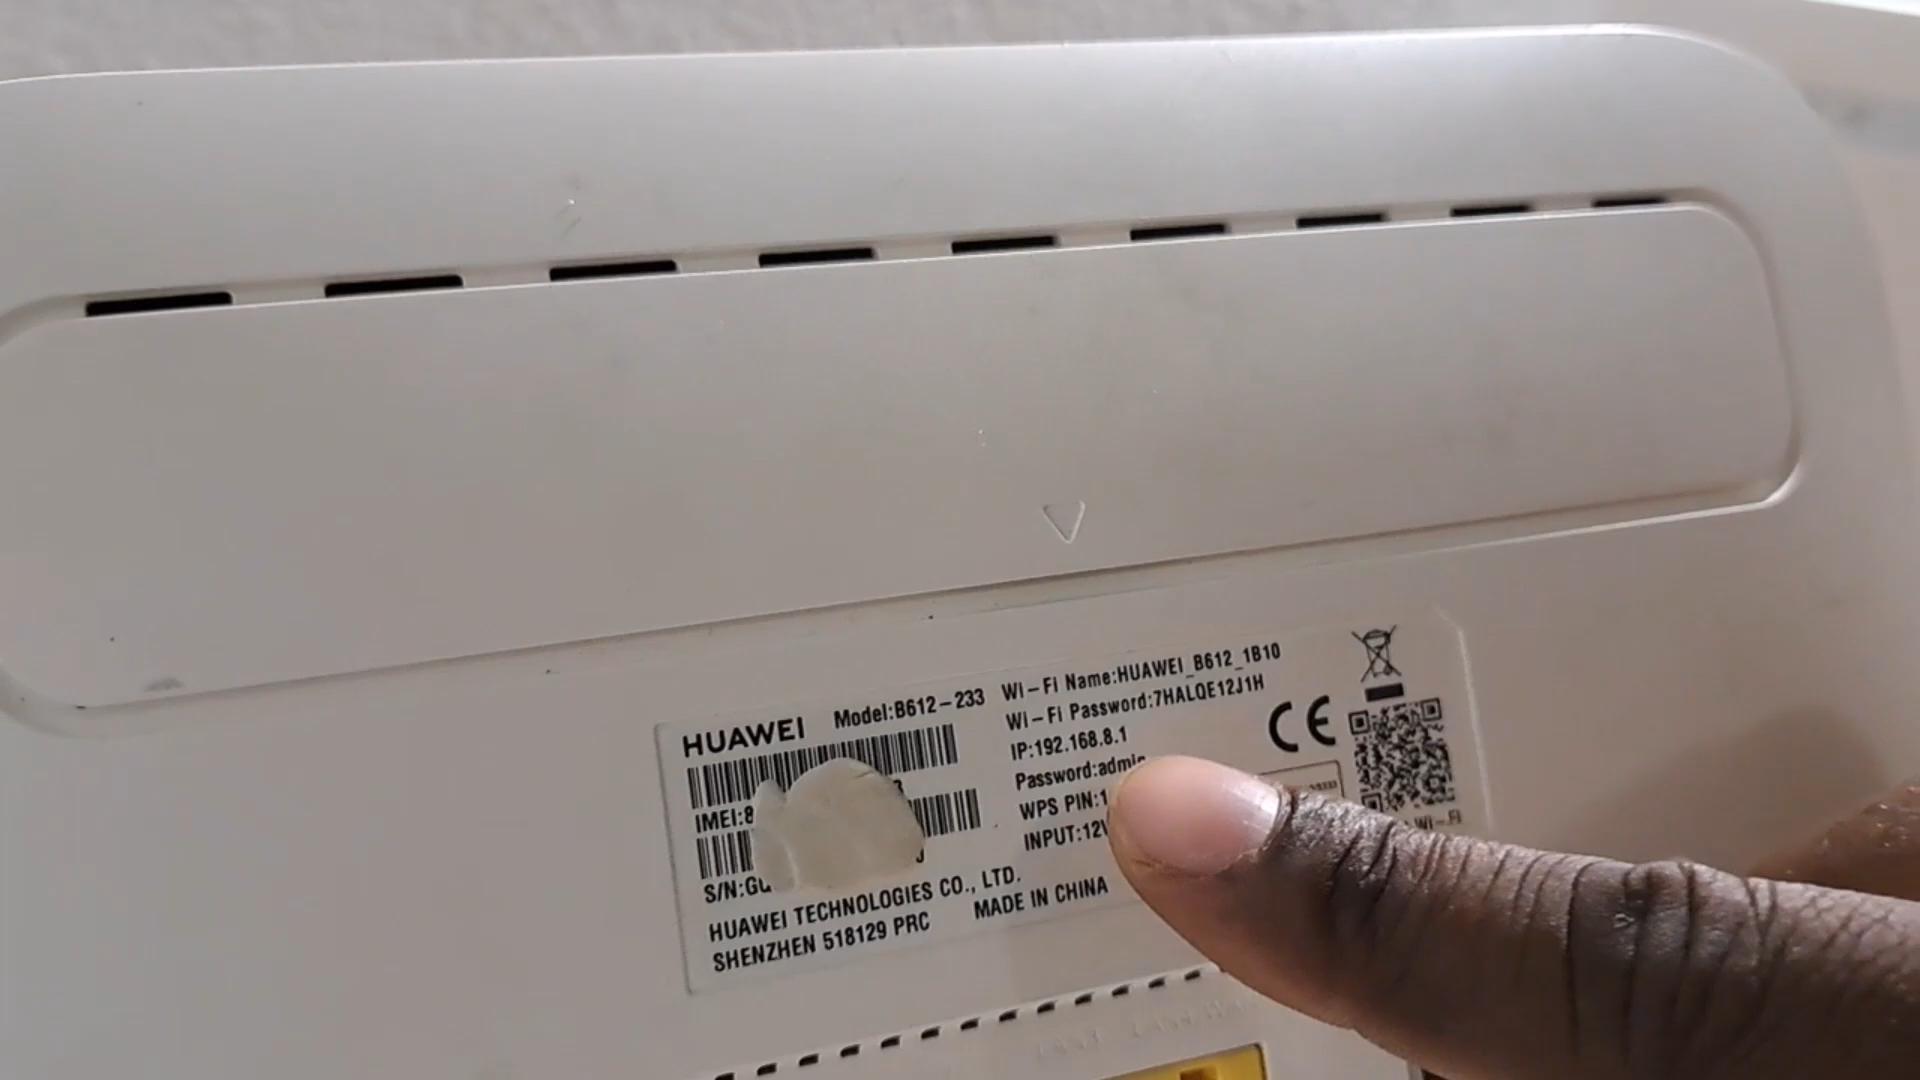 HUAWEI Model:B612-233
IMEI:8
S/N:GU
HUAWEI TECHNOLOGIES CO., LTD.
SHENZHEN 518129 PRC MADE IN CHINA
Wi-Fi Name:HUAWEI_B612_1B10
Wi-Fi Password:7HALQE12J1H
IP:192.168.8.1
Password:admin
WPS PIN:1
INPUT:12V
CE
Wi-Fi